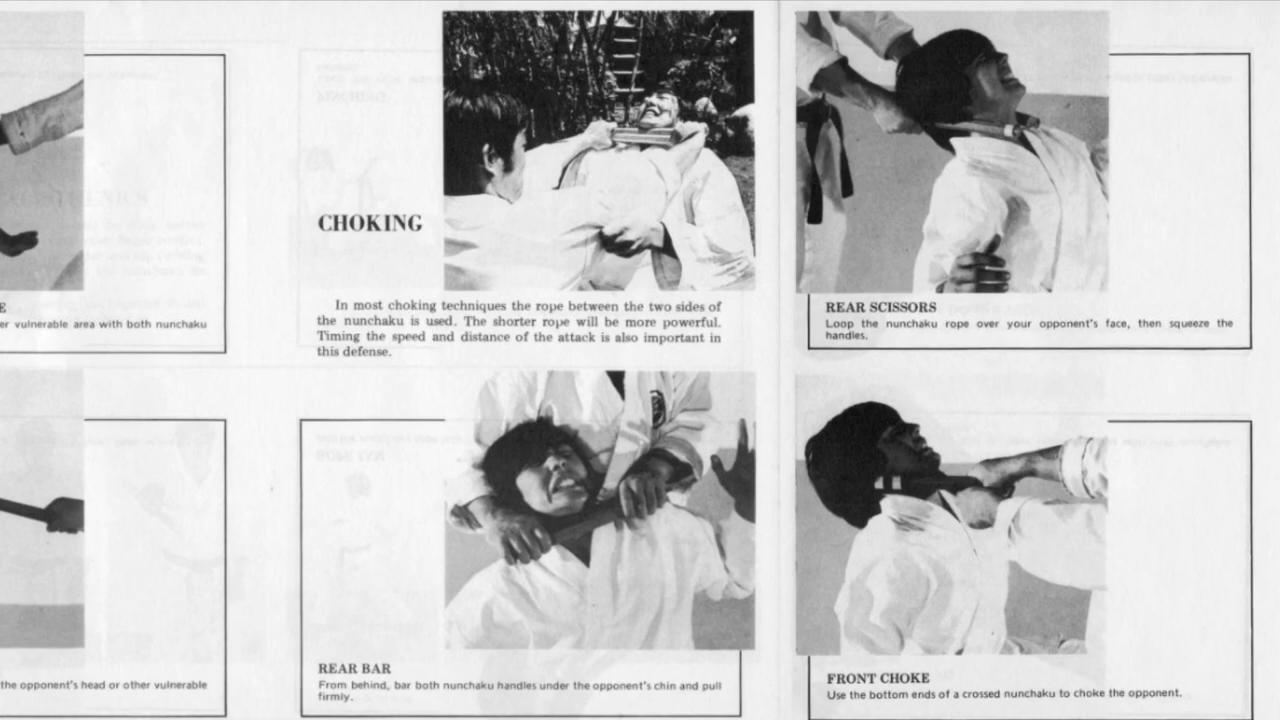 E
er vulnerable area with both nunchaku
the opponent's head or other vulnerable
CHOKING
In most choking techniques the rope between the two sides of
the nunchaku is used. The shorter rope will be more powerful.
Timing the speed and distance of the attack is also important in
this defense.
REAR BAR
From behind, bar both nunchaku handles under the opponent's chin and pull
firmly.
REAR SCISSORS
Loop the nunchaku rope over your opponent's face, then squeeze the
handles.
FRONT CHOKE
Use the bottom ends of a crossed nunchaku to choke the opponent.